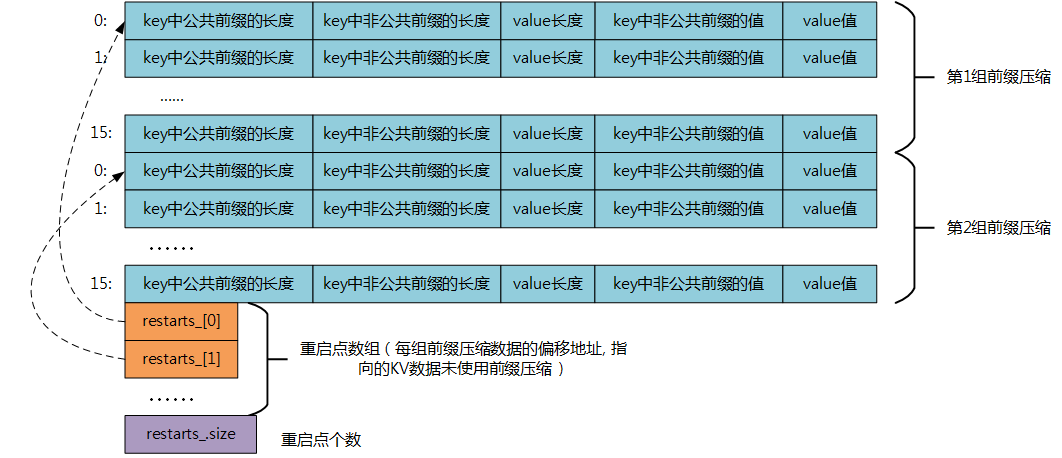 0: key中公共前缀的长度 key中非公共前缀的长度 value长度 key中非公共前缀的值 value值
1: key中公共前缀的长度 key中非公共前缀的长度 value长度 key中非公共前缀的值 value值
第1组前缀压缩
......
15: key中公共前缀的长度 key中非公共前缀的长度 value长度 key中非公共前缀的值 value值
0: key中公共前缀的长度 key中非公共前缀的长度 value长度 key中非公共前缀的值 value值
1: key中公共前缀的长度 key中非公共前缀的长度 value长度 key中非公共前缀的值 value值
第2组前缀压缩
······
15: key中公共前缀的长度 key中非公共前缀的长度 value长度 key中非公共前缀的值 value值
restarts_[0]
restarts_[1]
重启点数组（每组前缀压缩数据的偏移地址, 指
向的KV数据未使用前缀压缩）
······
restarts_.size 重启点个数